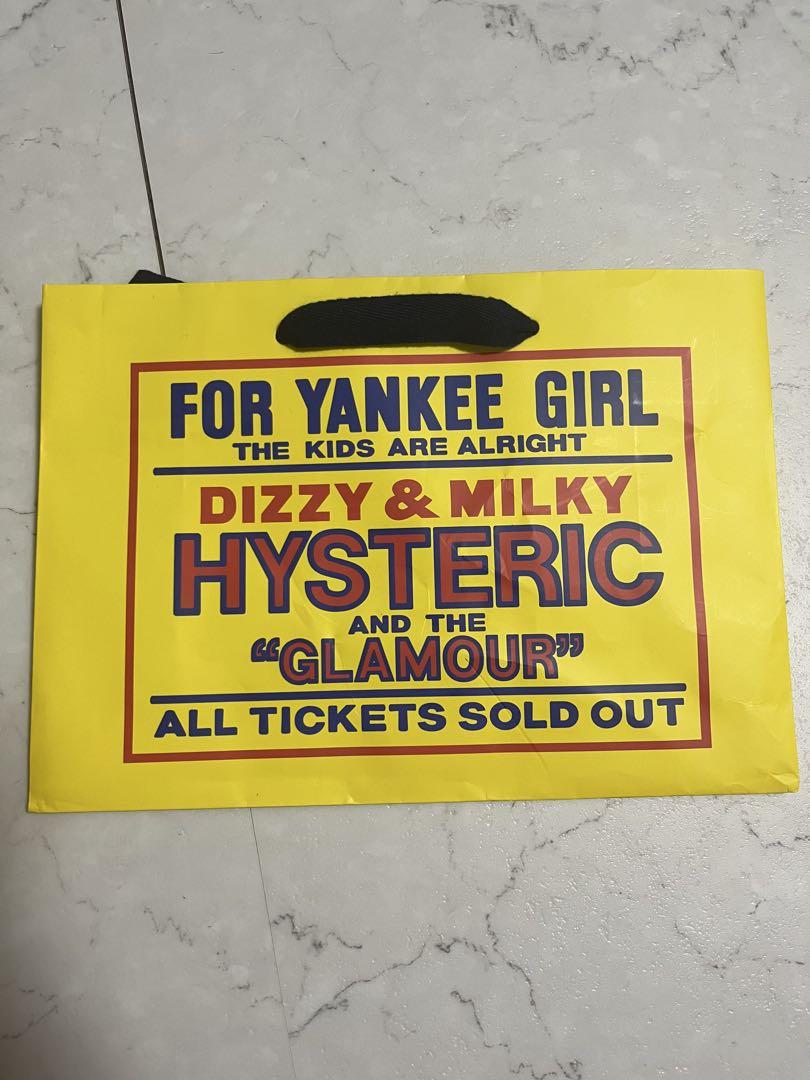 FOR YANKEE GIRL
THE KIDS ARE ALRIGHT
DIZZY & MILKY
HYSTERIC
AND THE
“GLAMOUR”
ALL TICKETS SOLD OUT